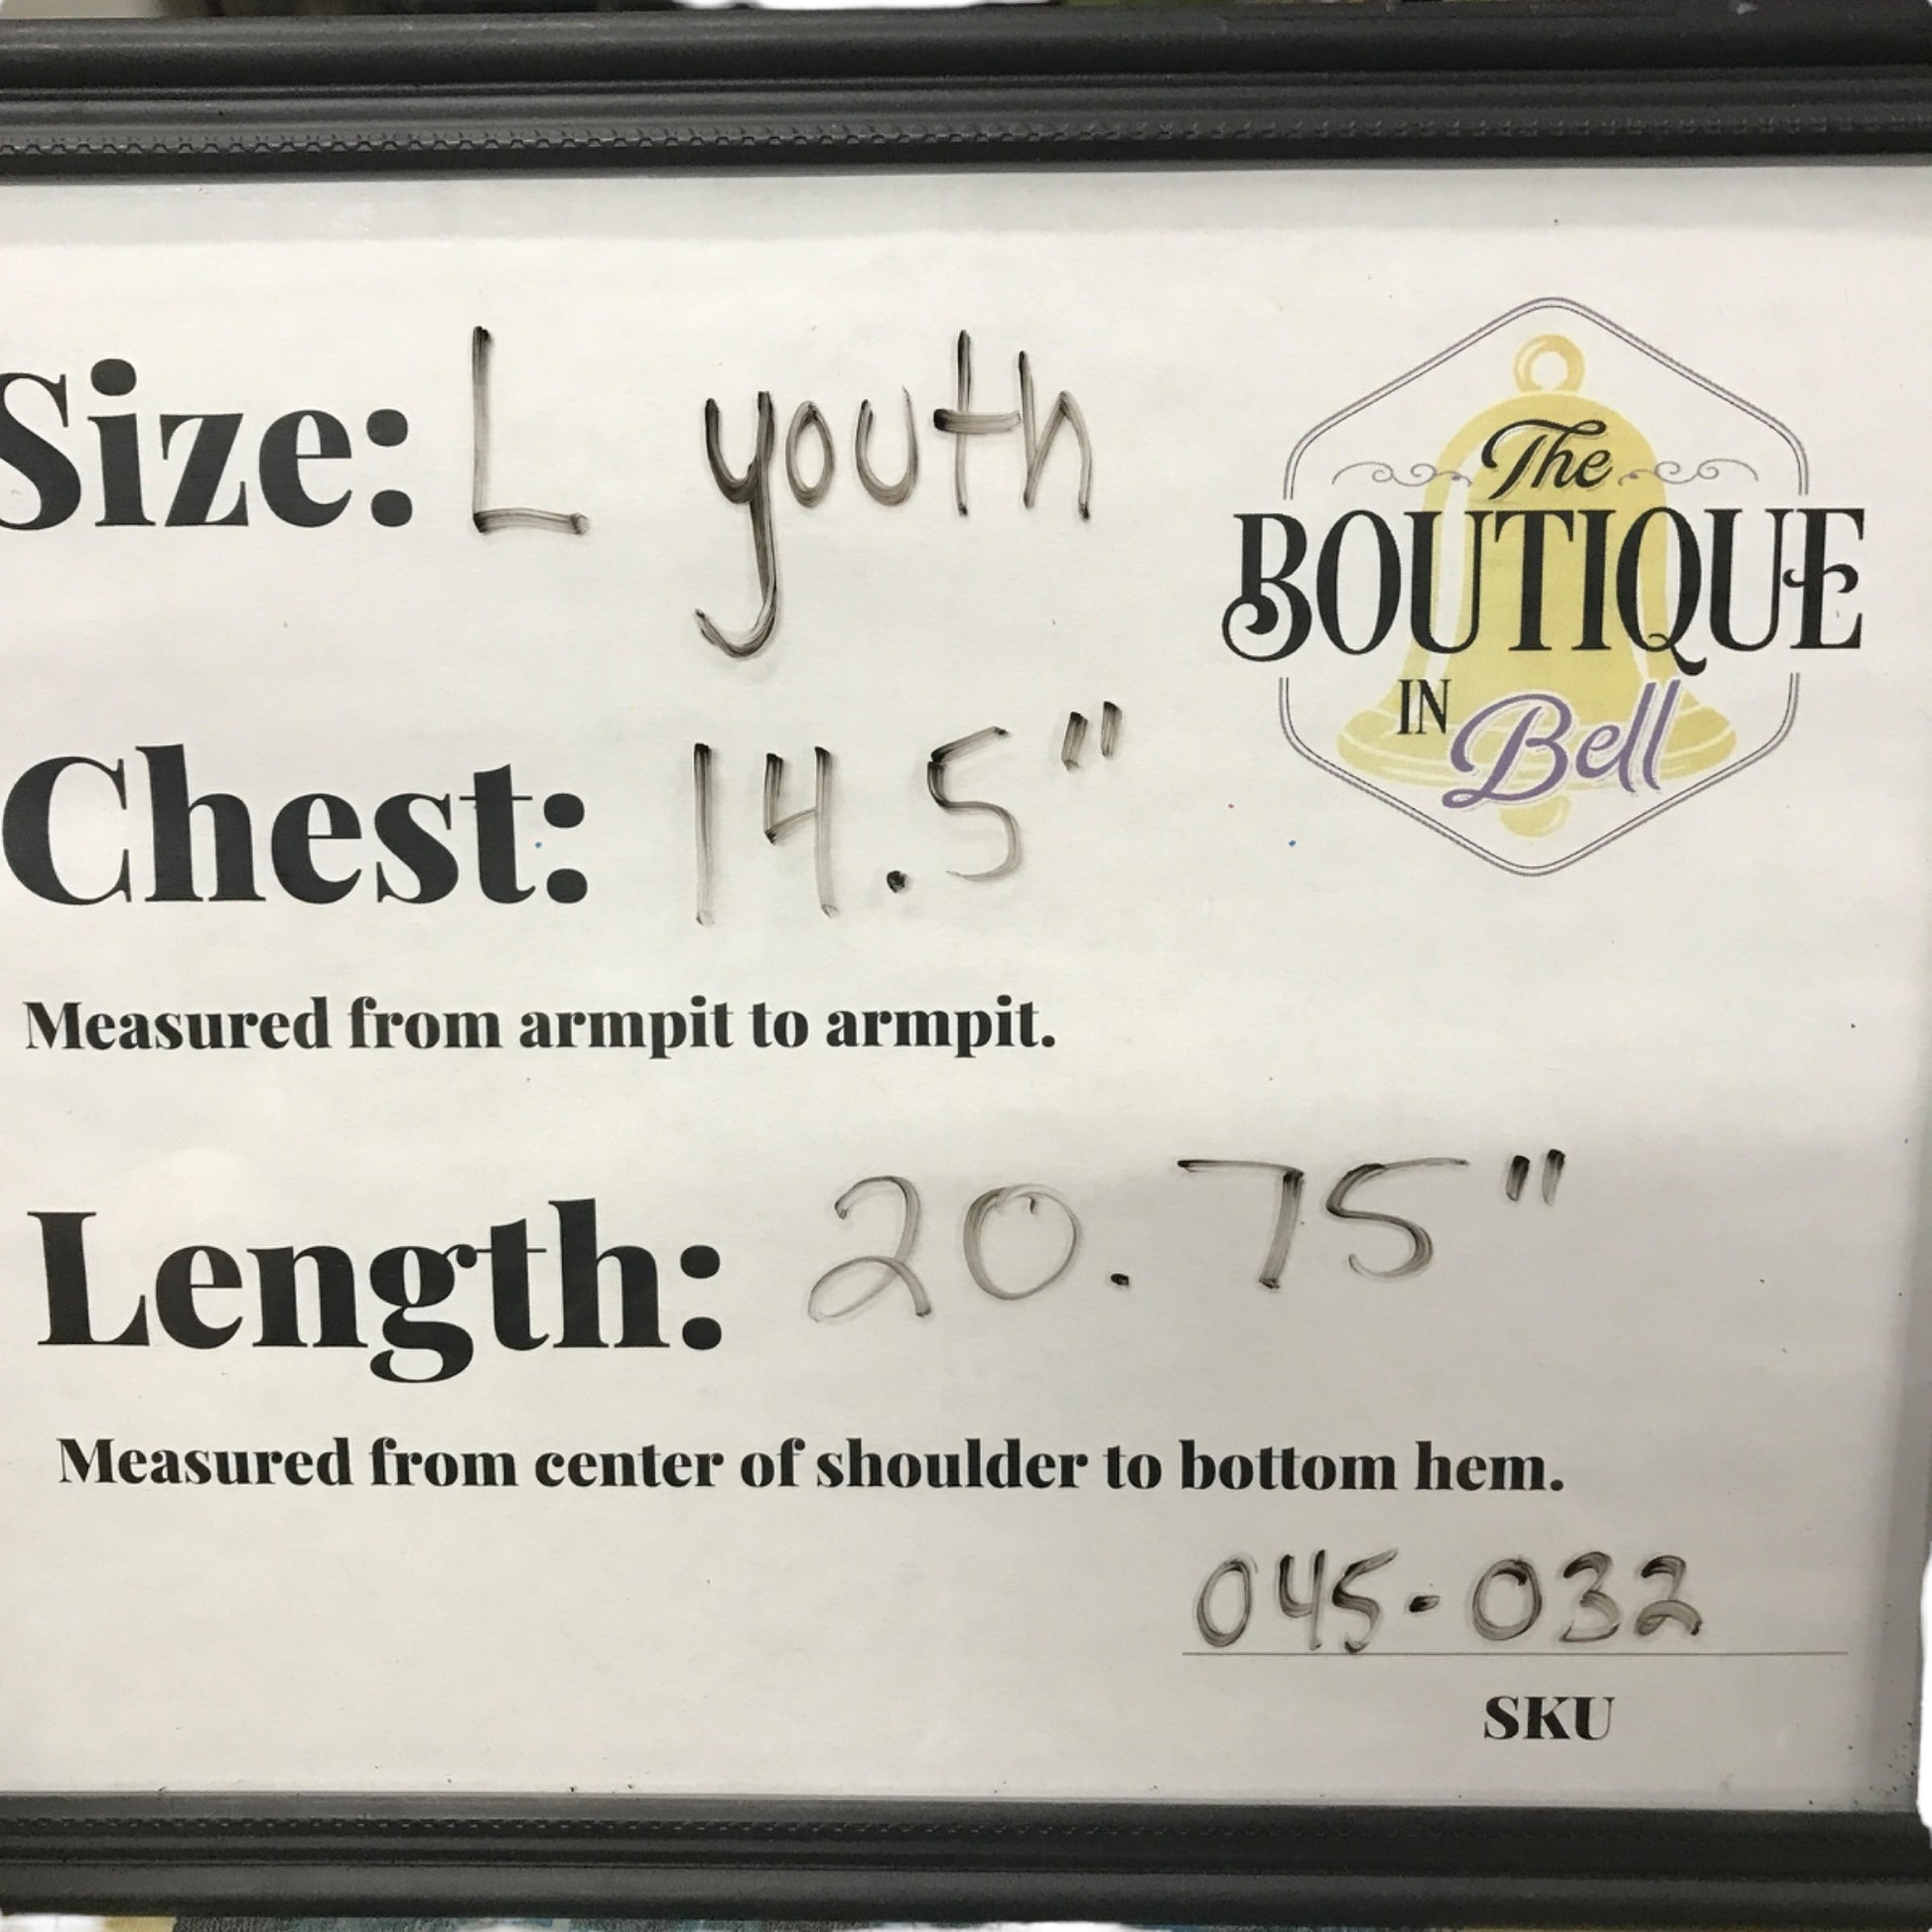 Size: L youth
The
BOUTIQUE
IN Bell
Chest: 14.5"
Measured from armpit to armpit.
Length: 20.75"
Measured from center of shoulder to bottom hem.
045-032
SKU